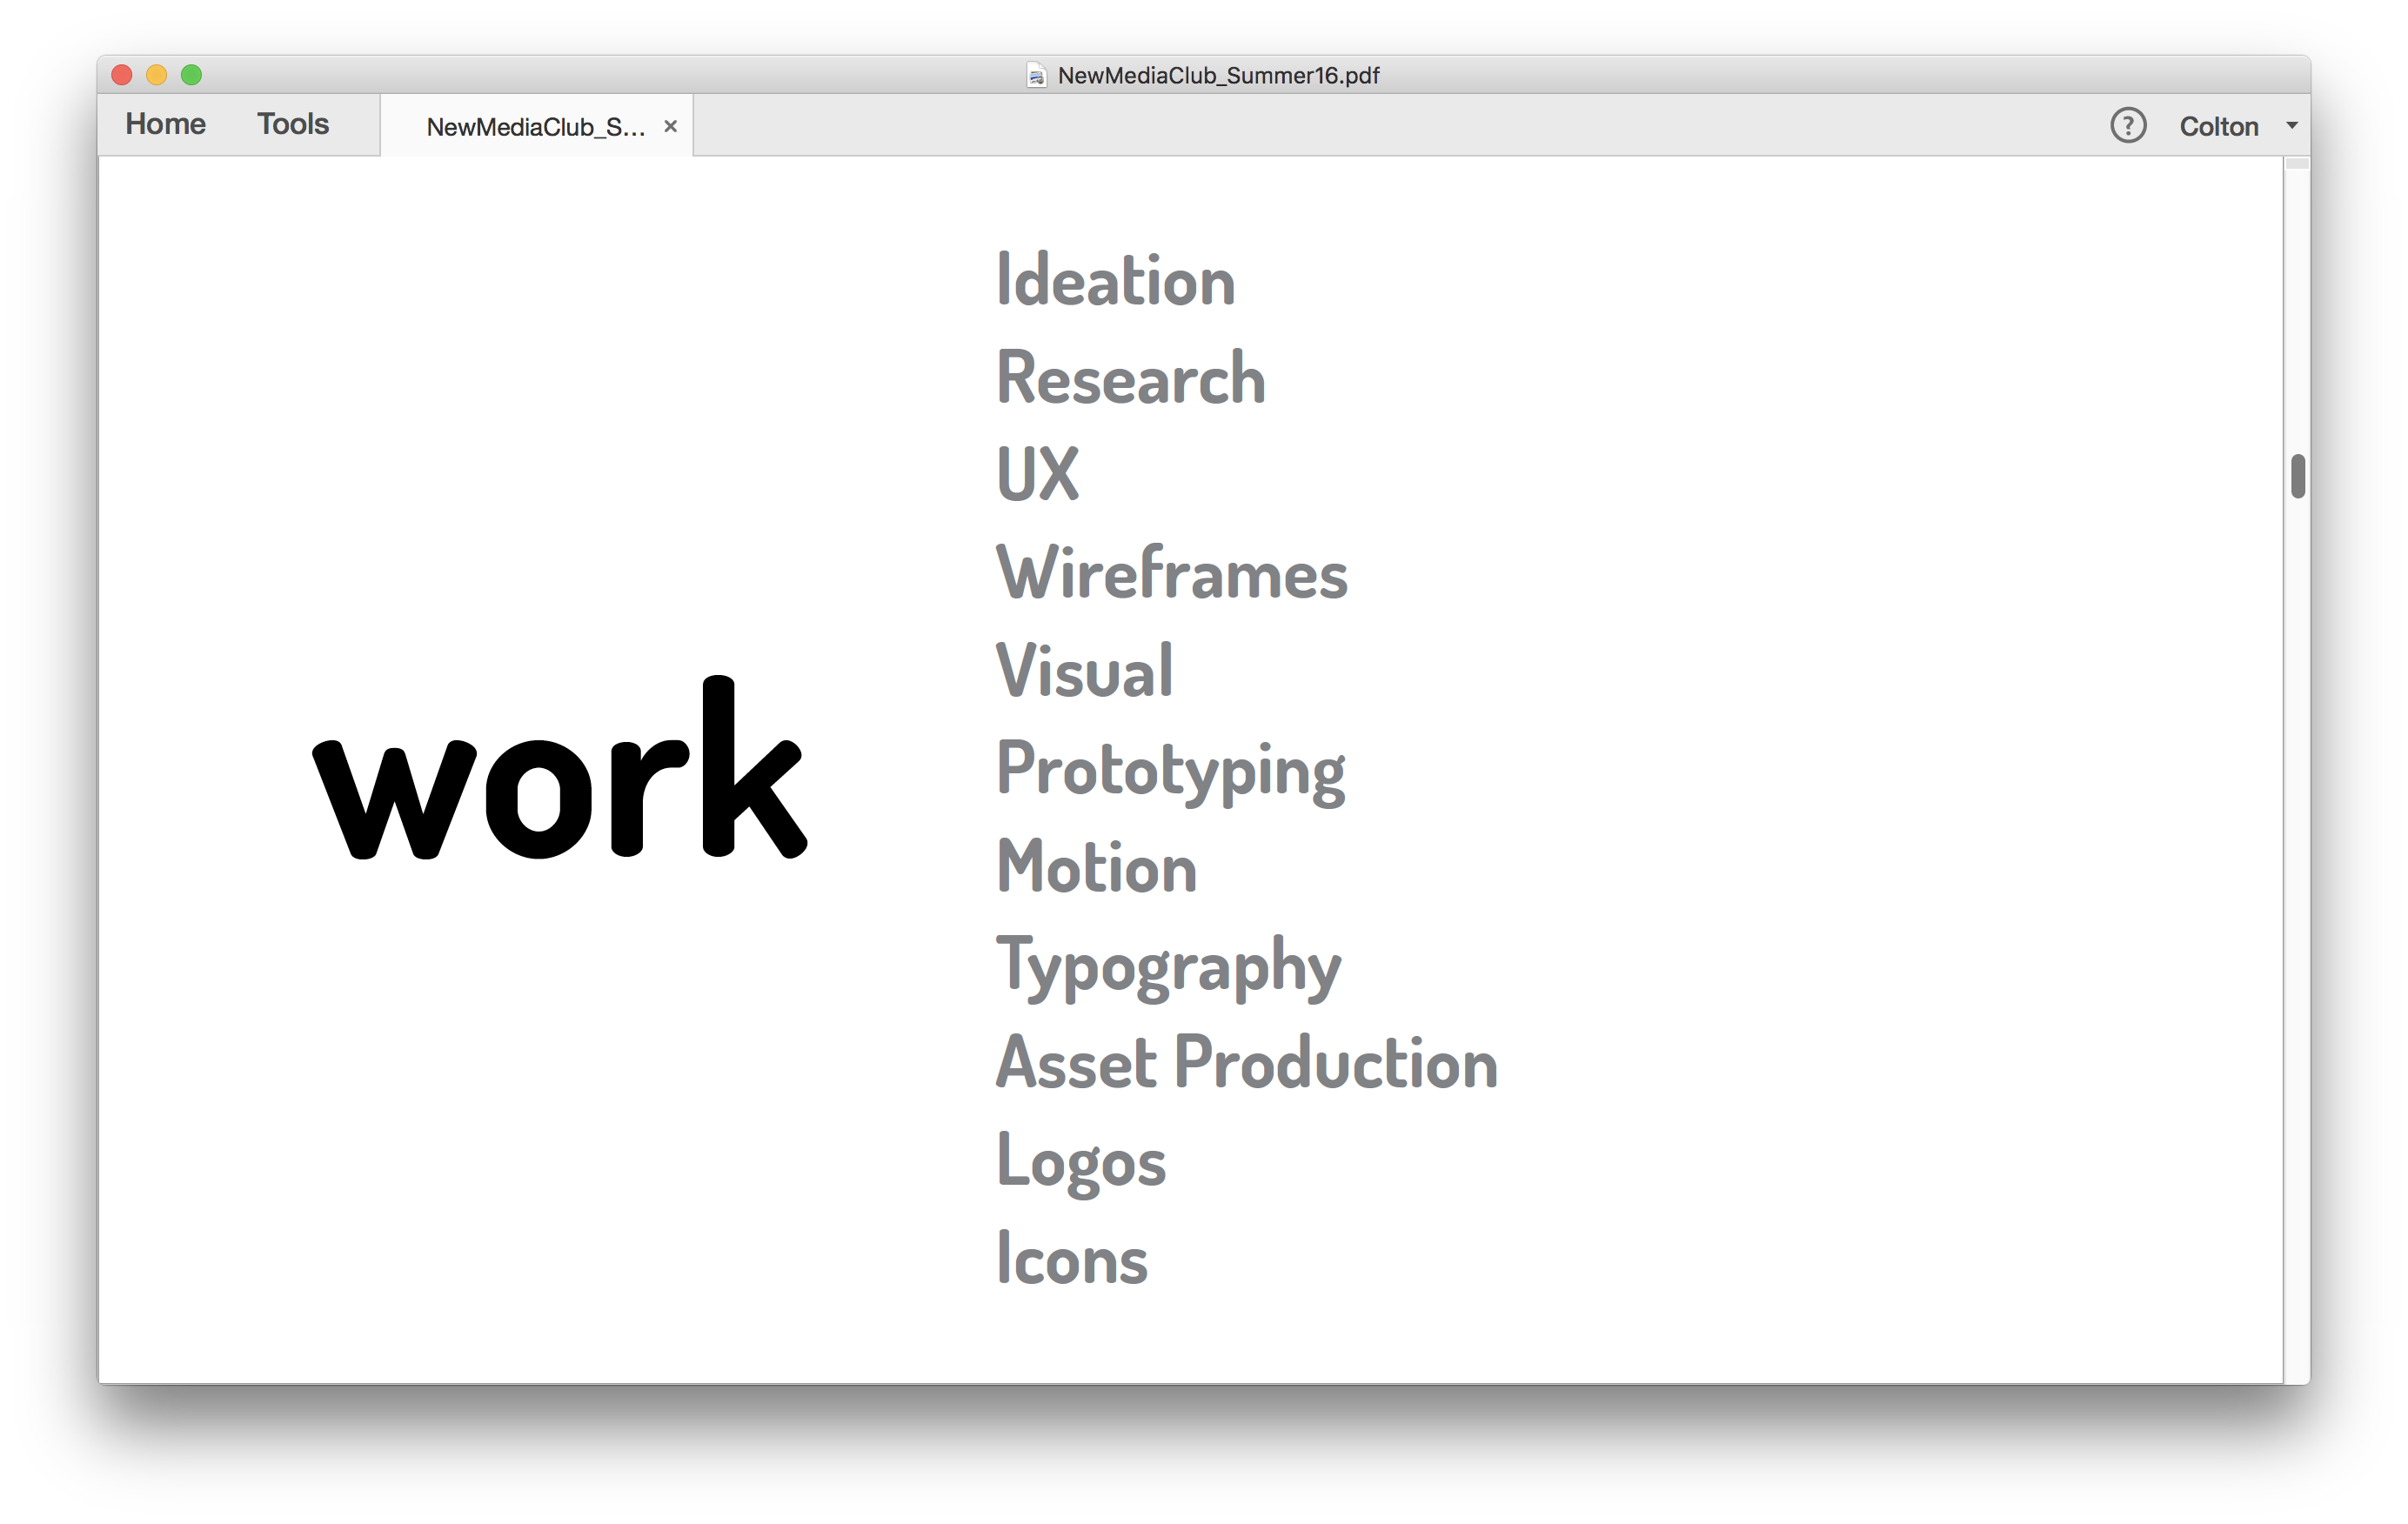 NewMediaClub_Summer16.pdf
Home Tools NewMediaClub_S... × ? Colton
work
Ideation
Research
UX
Wireframes
Visual
Prototyping
Motion
Typography
Asset Production
Logos
Icons